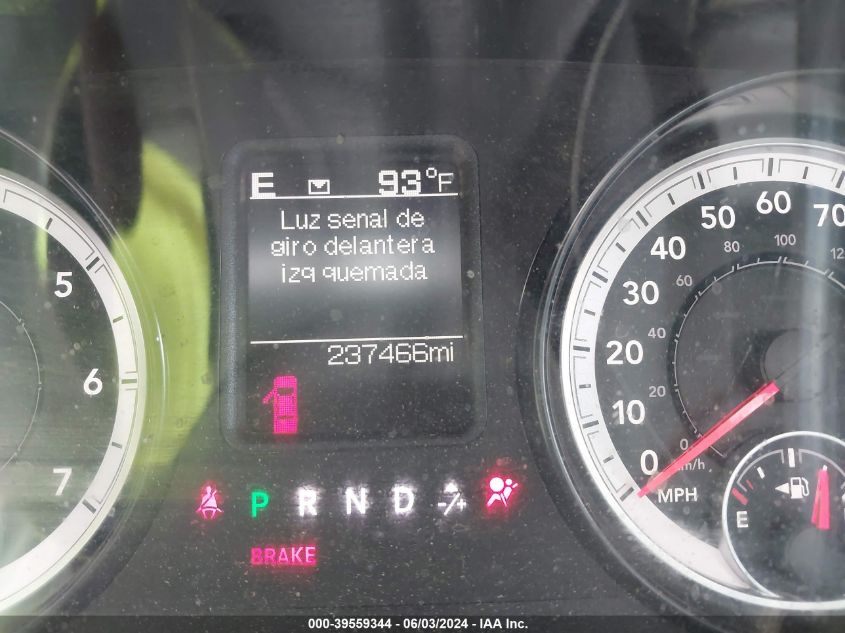 E 93°F
Luz senal de
giro delantera
izq quemada
237466mi
5
6
7
P R N D -/+
BRAKE
0
10
20
30
40
50
60
70
0
20
40
60
80
100
km/h
MPH
E
000-39559344 / 06/03/2024 - IAA Inc.